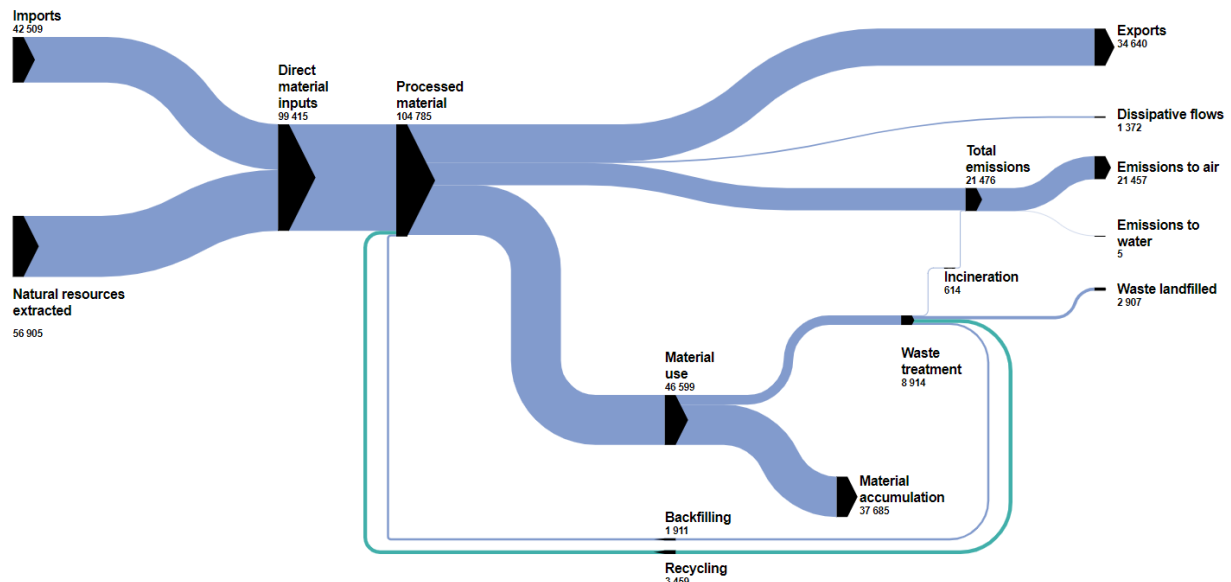 Imports
42 509
Exports
34 640
Direct
material
inputs
99 415
Processed
material
104 785
Dissipative flows
1 372
Total
emissions
21 476
Emissions to air
21 457
Emissions to
water
5
Natural resources
extracted
56 905
Incineration
614
Waste landfilled
2 907
Material
use
46 599
Waste
treatment
8 914
Material
accumulation
37 685
Backfilling
1 911
Recycling
3 459